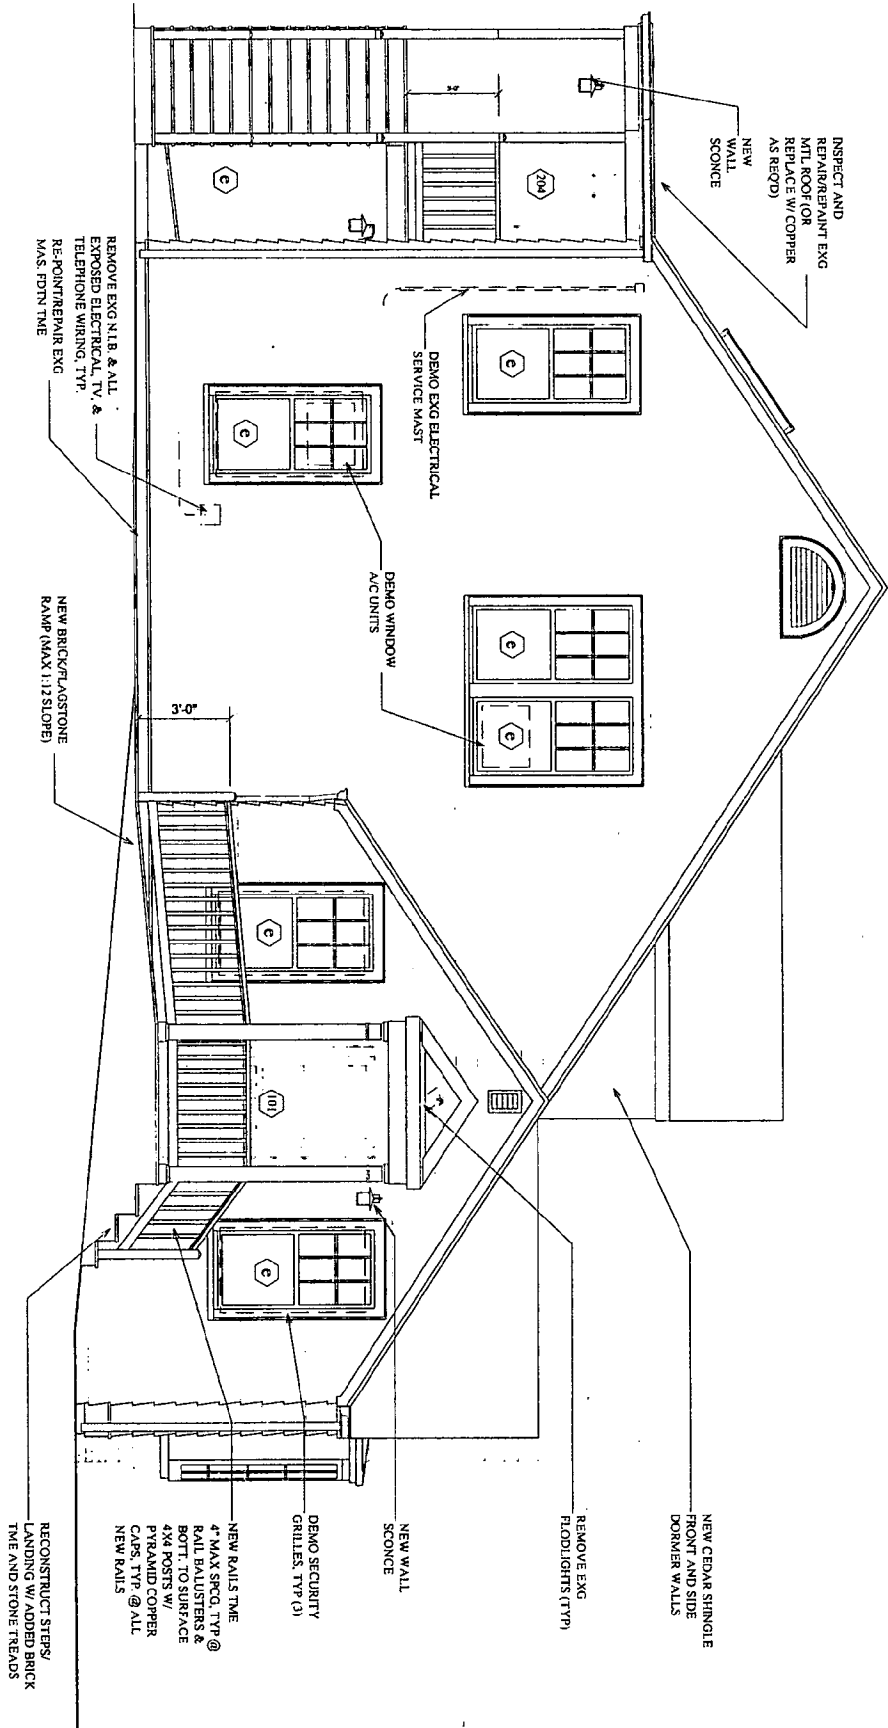 INSPECT AND
REPAIR/REPAINT EXG
MTL ROOF (OR
REPLACE W/ COPPER
AS REQ'D)
NEW
WALL
SCONCE
204
e
DEMO EXG ELECTRICAL
SERVICE MAST
e
e
REMOVE EXG N.I.B. & ALL
EXPOSED ELECTRICAL, TV, &
TELEPHONE WIRING, TYP.
RE-POINT/REPAIR EXG
MAS. FDTN TME
DEMO WINDOW
A/C UNITS
e
e
NEW BRICK/FLAGSTONE
RAMP (MAX 1:12 SLOPE)
3'-0"
e
101
e
NEW CEDAR SHINGLE
FRONT AND SIDE
DORMER WALLS
REMOVE EXG
FLODLIGHTS (TYP)
NEW WALL
SCONCE
DEMO SECURITY
GRILLES, TYP (3)
NEW RAILS TME
4" MAX SPCG, TYP @
RAIL BALUSTERS &
BOTT. TO SURFACE
4X4 POSTS W/
PYRAMID COPPER
CAPS, TYP. @ ALL
NEW RAILS
RECONSTRUCT STEPS/
LANDING W/ ADDED BRICK
TME AND STONE TREADS